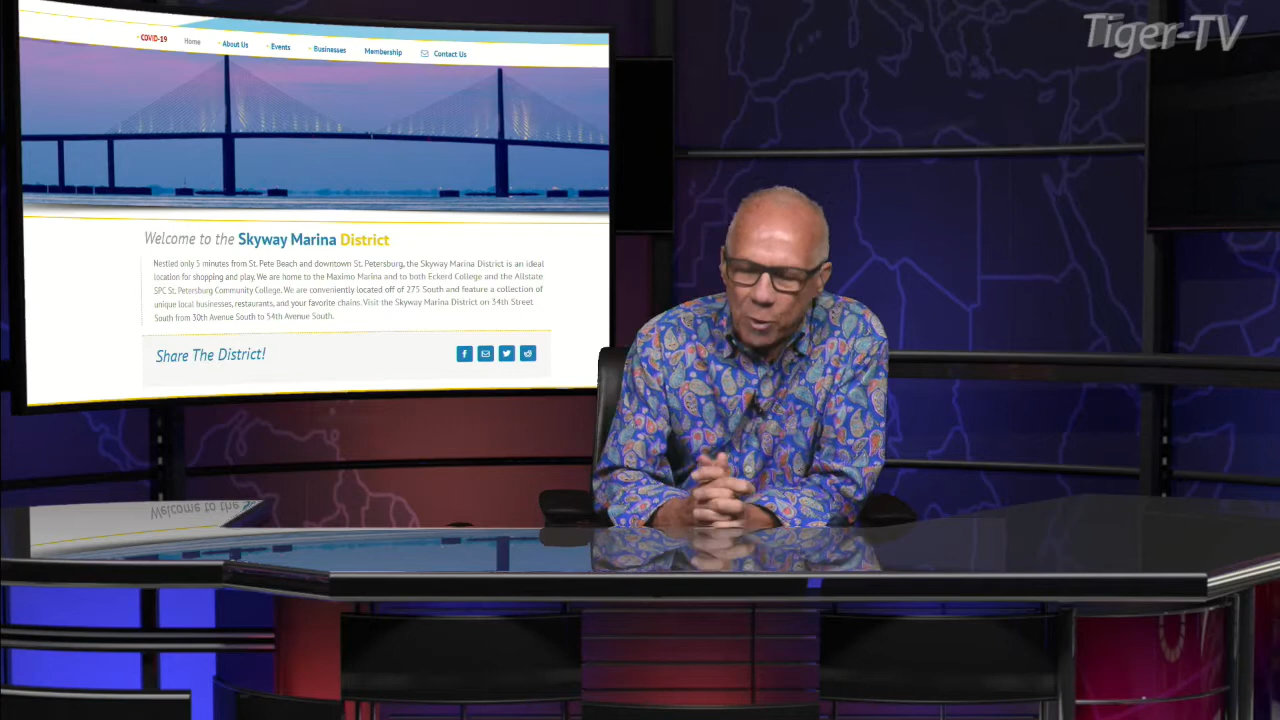 Tiger-TV
COVID-19 Home About Us Events Businesses Membership Contact Us
Welcome to the Skyway Marina District
Nestled only 5 minutes from St. Pete Beach and downtown St. Petersburg, the Skyway Marina District is an ideal
location for shopping and play. We are home to the Maximo Marina and to both Eckerd College and the Allstate
SPC St. Petersburg Community College. We are conveniently located off of 275 South and feature a collection of
unique local businesses, restaurants, and your favorite chains. Visit the Skyway Marina District on 34th Street
South from 30th Avenue South to 54th Avenue South.
Share The District!
Welcome to the S